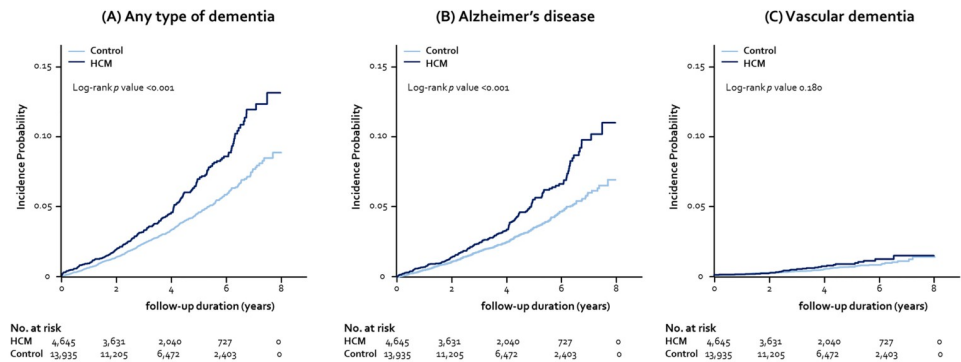 (A) Any type of dementia
Control
HCM
Log-rank p value <0.001
Incidence Probability
0.15
0.10
0.05
0
0 2 4 6 8
follow-up duration (years)
No. at risk
HCM 4,645 3,631 2,040 727 0
Control 13,935 11,205 6,472 2,403 0
(B) Alzheimer's disease
Control
HCM
Log-rank p value <0.001
Incidence Probability
0.15
0.10
0.05
0
0 2 4 6 8
follow-up duration (years)
No. at risk
HCM 4,645 3,631 2,040 727 0
Control 13,935 11,205 6,472 2,403 0
(C) Vascular dementia
Control
HCM
Log-rank p value 0.180
Incidence Probability
0.15
0.10
0.05
0
0 2 4 6 8
follow-up duration (years)
No. at risk
HCM 4,645 3,631 2,040 727 0
Control 13,935 11,205 6,472 2,403 0